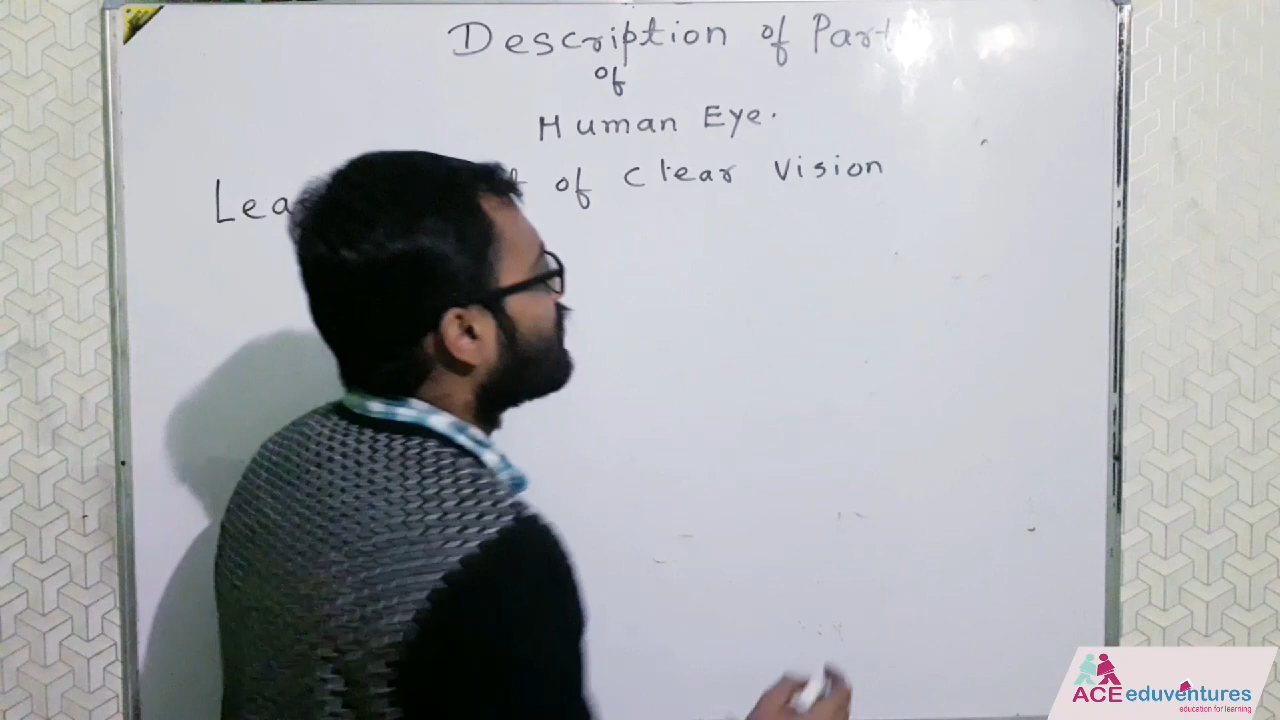 Description of Part
of
Human Eye.
Lea of Clear Vision
ACE eduventures
education for learning